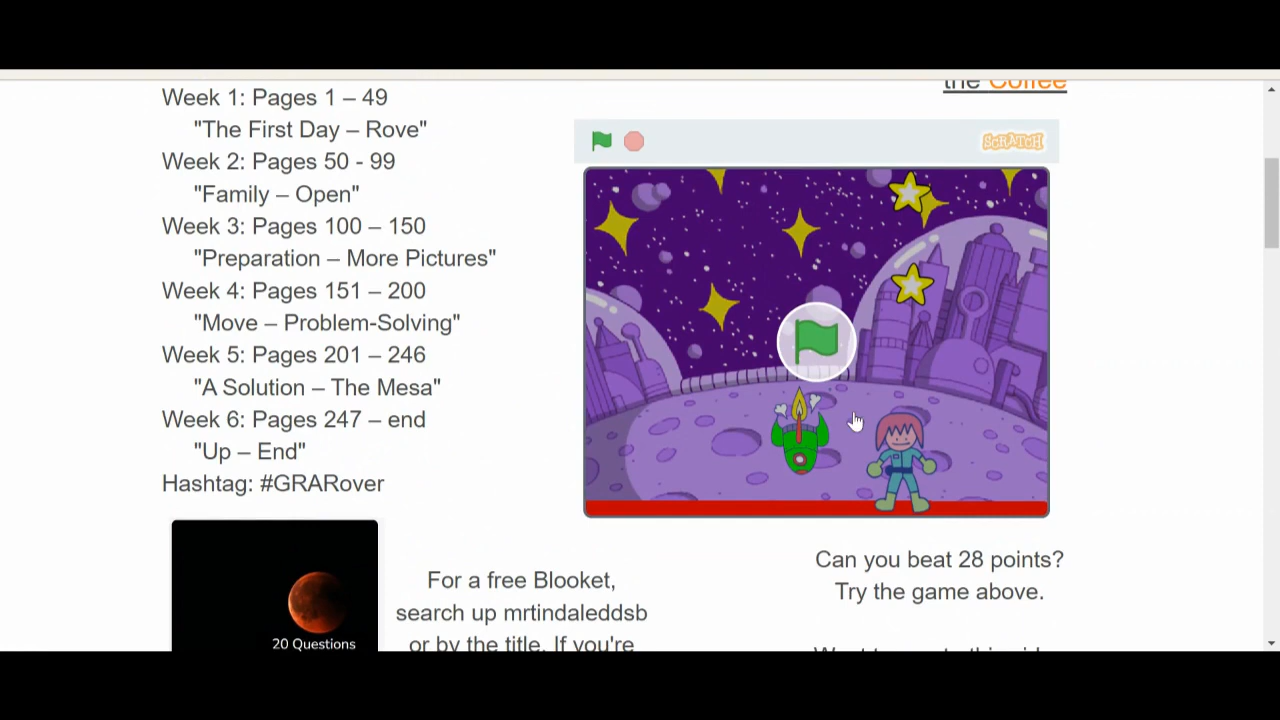 Week 1: Pages 1 – 49
"The First Day – Rove"
Week 2: Pages 50 - 99
"Family – Open"
Week 3: Pages 100 – 150
"Preparation – More Pictures"
Week 4: Pages 151 – 200
"Move – Problem-Solving"
Week 5: Pages 201 – 246
"A Solution – The Mesa"
Week 6: Pages 247 – end
"Up – End"
Hashtag: #GRARover
20 Questions
For a free Blooket,
search up mrtindaleddsb
or by the title. If you're
the Coffee
SCRATCH
Can you beat 28 points?
Try the game above.